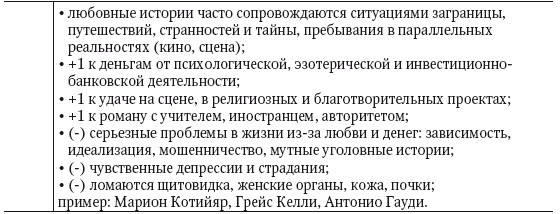 • любовные истории часто сопровождаются ситуациями заграницы,
путешествий, странностей и тайны, пребывания в параллельных
реальностях (кино, сцена);
• +1 к деньгам от психологической, эзотерической и инвестиционно-
банковской деятельности;
• +1 к удаче на сцене, в религиозных и благотворительных проектах;
• +1 к роману с учителем, иностранцем, авторитетом;
• (-) серьезные проблемы в жизни из-за любви и денег: зависимость,
идеализация, мошенничество, мутные уголовные истории;
• (-) чувственные депрессии и страдания;
• (-) ломаются щитовидка, женские органы, кожа, почки;
пример: Марион Котийяр, Грейс Келли, Антонио Гауди.